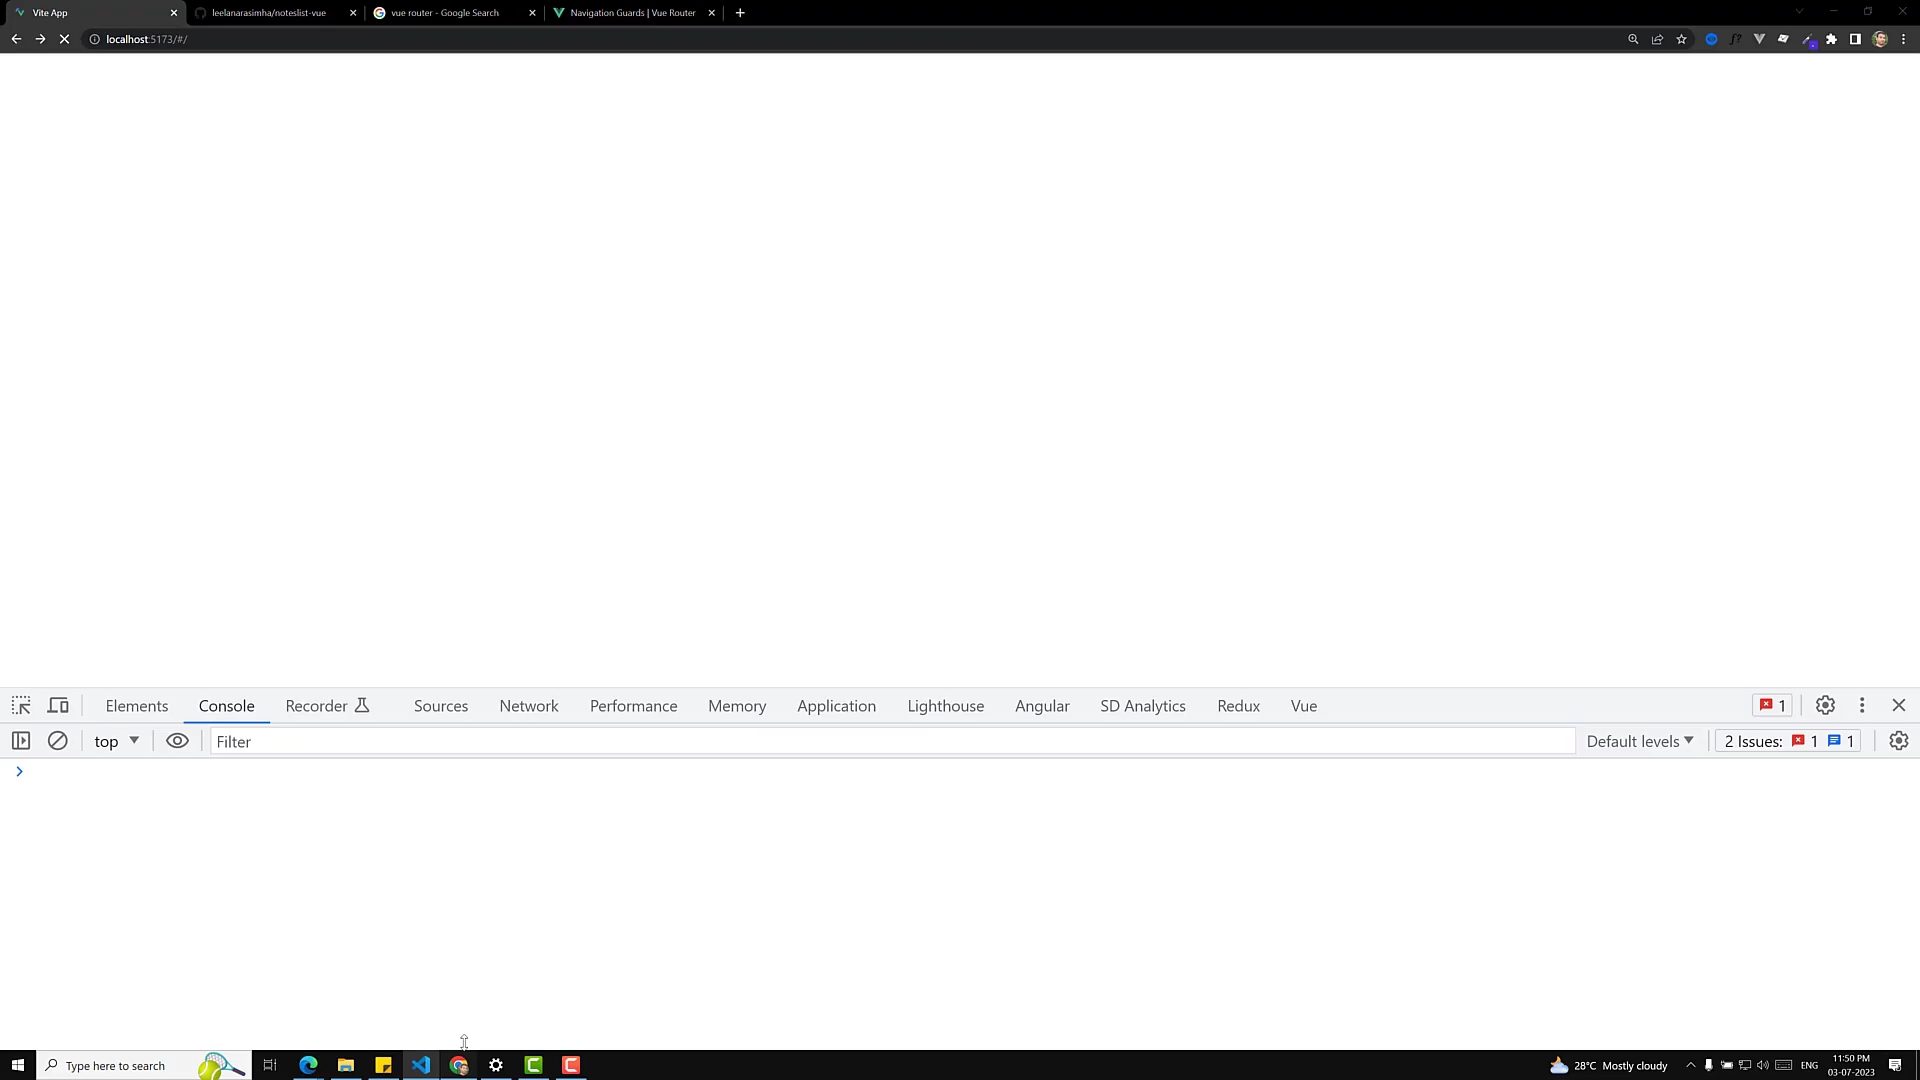 Vite App
leelanarasimha/noteslist-vue
vue router - Google Search
Navigation Guards | Vue Router
localhost:5173/#/
f?
Elements
Console
Recorder
Sources
Network
Performance
Memory
Application
Lighthouse
Angular
SD Analytics
Redux
Vue
1
top
Filter
Default levels
2 Issues: 1 1
Type here to search
28°C Mostly cloudy
ENG
11:50 PM
03-07-2023